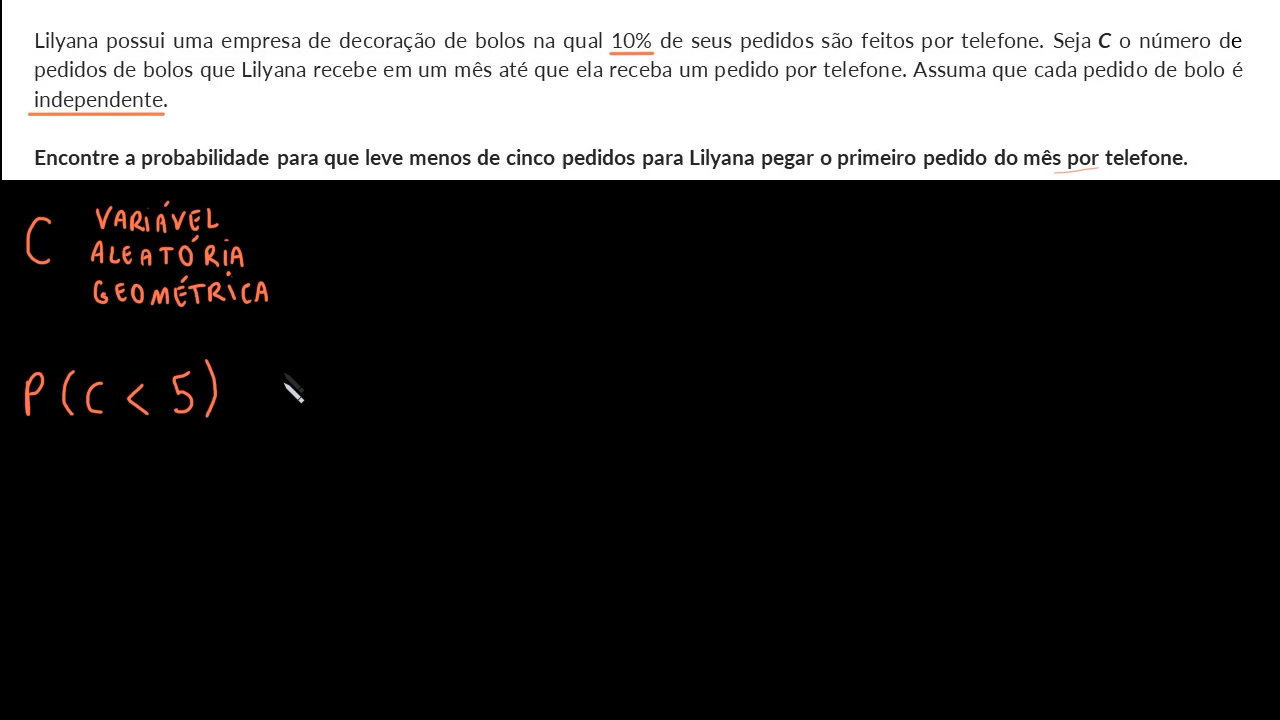 Lilyana possui uma empresa de decoração de bolos na qual 10% de seus pedidos são feitos por telefone. Seja C o número de
pedidos de bolos que Lilyana recebe em um mês até que ela receba um pedido por telefone. Assuma que cada pedido de bolo é
independente.
Encontre a probabilidade para que leve menos de cinco pedidos para Lilyana pegar o primeiro pedido do mês por telefone.
C VARIÁVEL
ALEATÓRIA
GEOMÉTRICA
P(C < 5)